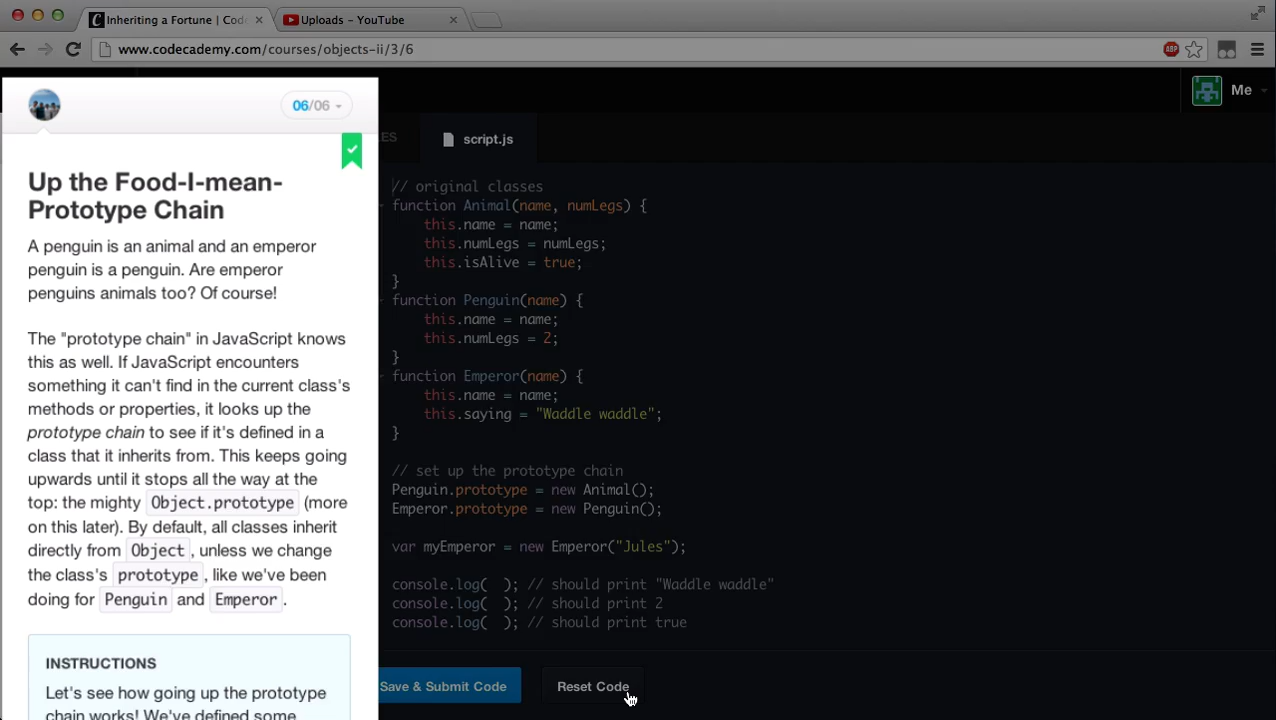 Inheriting a Fortune | Code
Uploads - YouTube
www.codecademy.com/courses/objects-ii/3/6
ABP
Me
06/06
ES
script.js
Up the Food-I-mean-
Prototype Chain
A penguin is an animal and an emperor
penguin is a penguin. Are emperor
penguins animals too? Of course!
The "prototype chain" in JavaScript knows
this as well. If JavaScript encounters
something it can't find in the current class's
methods or properties, it looks up the
prototype chain to see if it's defined in a
class that it inherits from. This keeps going
upwards until it stops all the way at the
top: the mighty Object.prototype (more
on this later). By default, all classes inherit
directly from Object, unless we change
the class's prototype, like we've been
doing for Penguin and Emperor.
INSTRUCTIONS
Let's see how going up the prototype
chain works! We've defined some
// original classes
function Animal(name, numLegs) {
this.name = name;
this.numLegs = numLegs;
this.isAlive = true;
}
function Penguin(name) {
this.name = name;
this.numLegs = 2;
}
function Emperor(name) {
this.name = name;
this.saying = "Waddle waddle";
}
// set up the prototype chain
Penguin.prototype = new Animal();
Emperor.prototype = new Penguin();
var myEmperor = new Emperor("Jules");
console.log(  ); // should print "Waddle waddle"
console.log(  ); // should print 2
console.log(  ); // should print true
Save & Submit Code
Reset Code